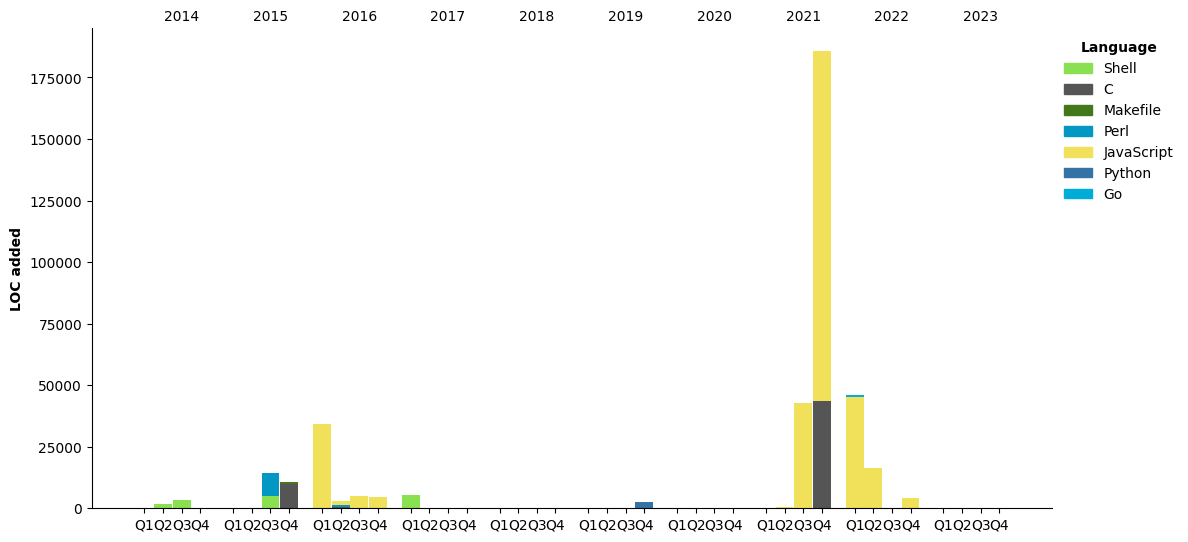 2014 2015 2016 2017 2018 2019 2020 2021 2022 2023
Language
Shell
C
Makefile
Perl
JavaScript
Python
Go
LOC added
175000
150000
125000
100000
75000
50000
25000
0
Q1Q2Q3Q4 Q1Q2Q3Q4 Q1Q2Q3Q4 Q1Q2Q3Q4 Q1Q2Q3Q4 Q1Q2Q3Q4 Q1Q2Q3Q4 Q1Q2Q3Q4 Q1Q2Q3Q4 Q1Q2Q3Q4